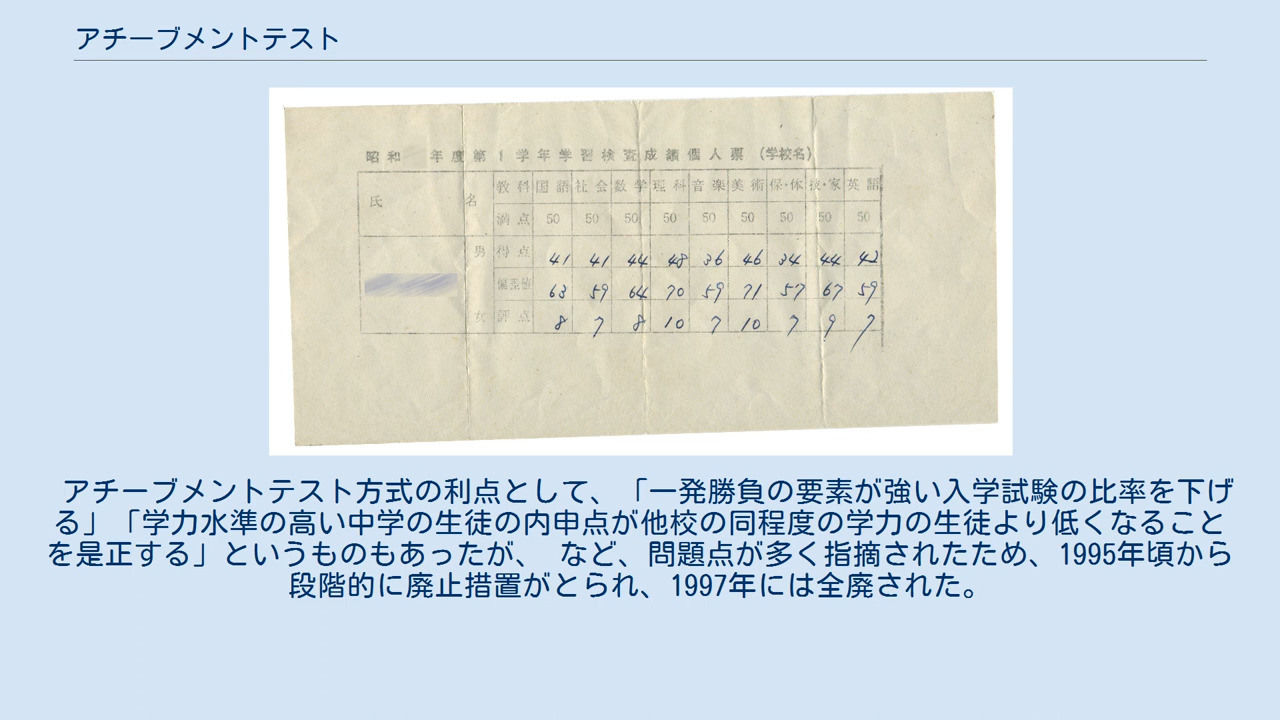 アチーブメントテスト
昭和 年度第1学年学習検査成績個人票(学校名)
氏名 教科 国語 社会 数学 理科 音楽 美術 保・体 技・家 英語
満点 50 50 50 50 50 50 50 50 50
男 得点 41 41 44 48 36 46 34 44 42
偏差値 63 59 64 70 59 71 57 67 59
女 評点 8 7 8 10 7 10 7 9 7
アチーブメントテスト方式の利点として、「一発勝負の要素が強い入学試験の比率を下げ
る」「学力水準の高い中学の生徒の内申点が他校の同程度の学力の生徒より低くなること
を是正する」というものもあったが、 など、問題点が多く指摘されたため、1995年頃から
段階的に廃止措置がとられ、1997年には全廃された。